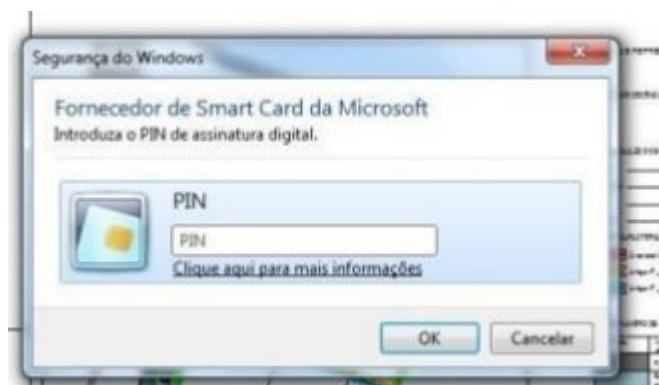 Segurança do Windows
Fornecedor de Smart Card da Microsoft
Introduza o PIN de assinatura digital.
PIN
PIN
Clique aqui para mais informações
OK
Cancelar